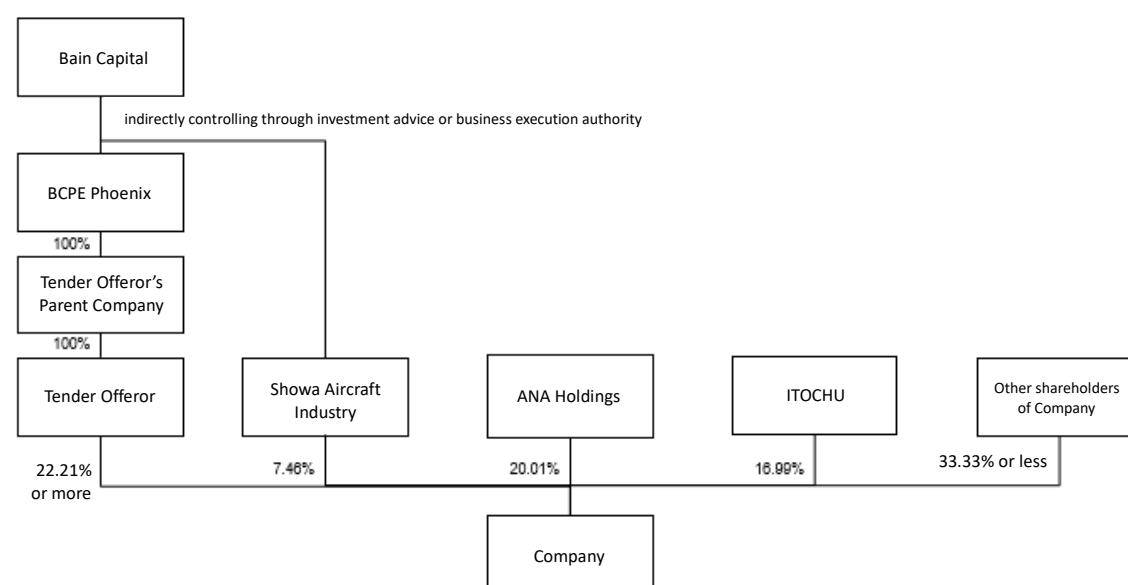 Bain Capital
indirectly controlling through investment advice or business execution authority
BCPE Phoenix
100%
Tender Offeror’s
Parent Company
100%
Tender Offeror
Showa Aircraft
Industry
ANA Holdings
ITOCHU
Other shareholders
of Company
22.21%
or more
7.46%
20.01%
16.99%
33.33% or less
Company